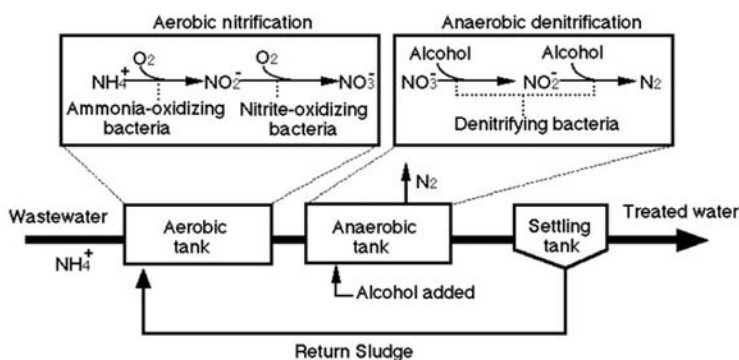 Aerobic nitrification
Anaerobic denitrification
O₂ O₂
NH₄⁺ NO₂⁻ NO₃⁻
Ammonia-oxidizing
bacteria
Nitrite-oxidizing
bacteria
Alcohol Alcohol
NO₃⁻ NO₂⁻ N₂
Denitrifying bacteria
N₂
Wastewater
NH₄⁺
Aerobic
tank
Anaerobic
tank
Settling
tank
Treated water
Alcohol added
Return Sludge